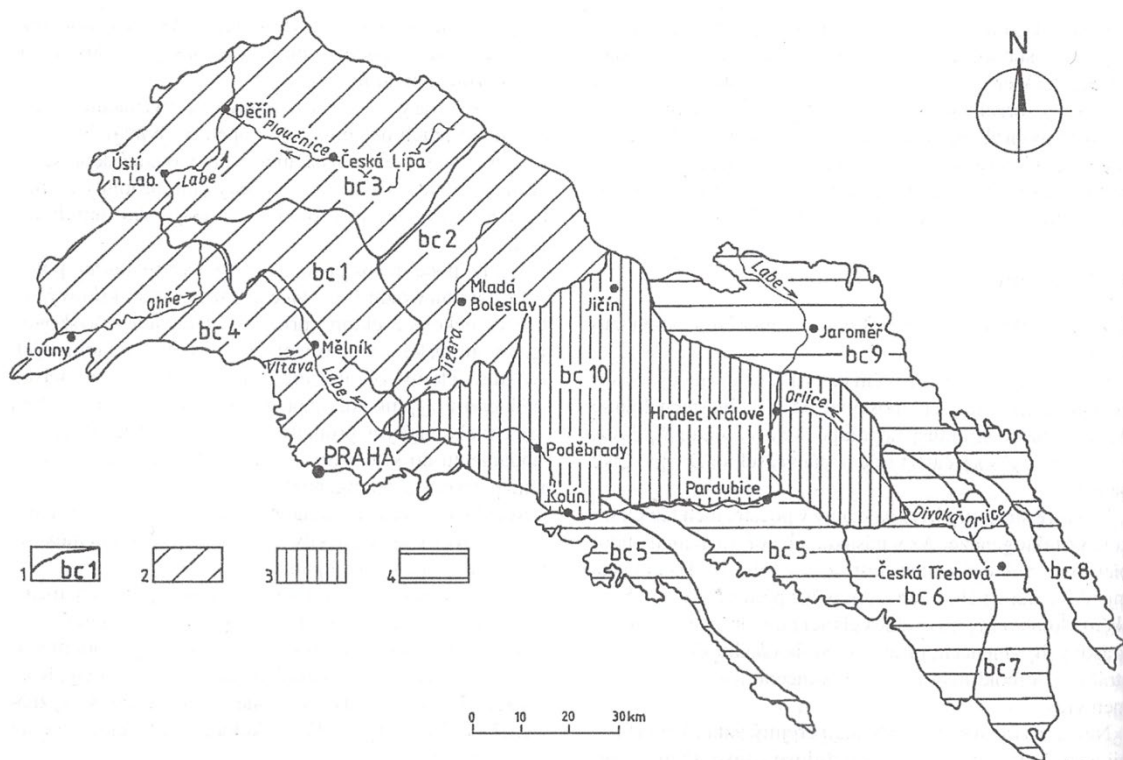 N
Děčín
Ploučnice
Ústí
n. Lab.
Labe
Česká Lípa
bc 3
bc 2
bc 1
Ohře
bc 4
Louny
Mladá
Boleslav
Jizera
Mělník
Vltava
Labe
PRAHA
Jičín
bc 10
Labe
Jaroměř
bc 9
Hradec Králové
Orlice
Poděbrady
Kolín
Pardubice
Divoká Orlice
bc 5
bc 5
Česká Třebová
bc 6
bc 8
bc 7
1 bc 1
2
3
4
0 10 20 30 km